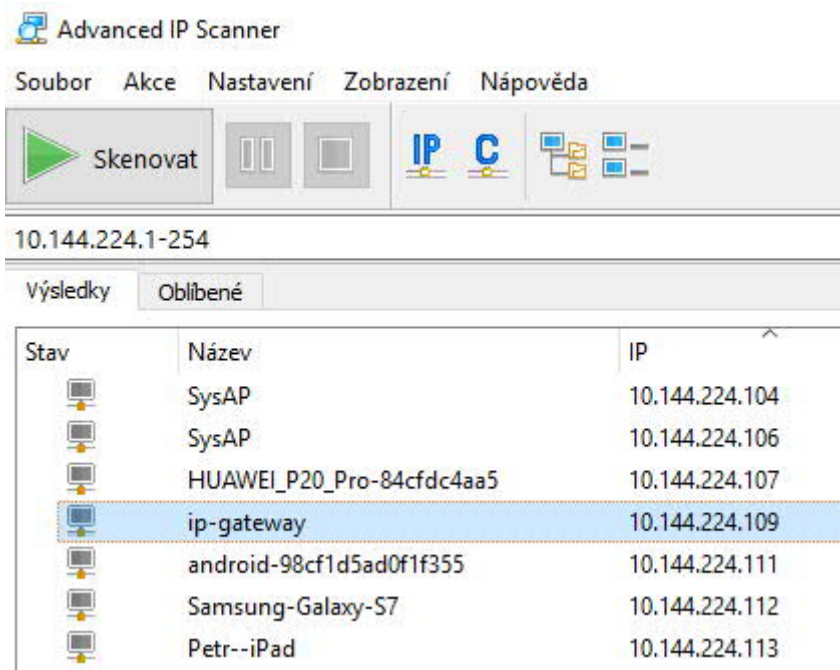 Advanced IP Scanner
Soubor Akce Nastavení Zobrazení Nápověda
Skenovat IP C
10.144.224.1-254
Výsledky Oblíbené
Stav Název IP
SysAP 10.144.224.104
SysAP 10.144.224.106
HUAWEI_P20_Pro-84cfdc4aa5 10.144.224.107
ip-gateway 10.144.224.109
android-98cf1d5ad0f1f355 10.144.224.111
Samsung-Galaxy-S7 10.144.224.112
Petr--iPad 10.144.224.113